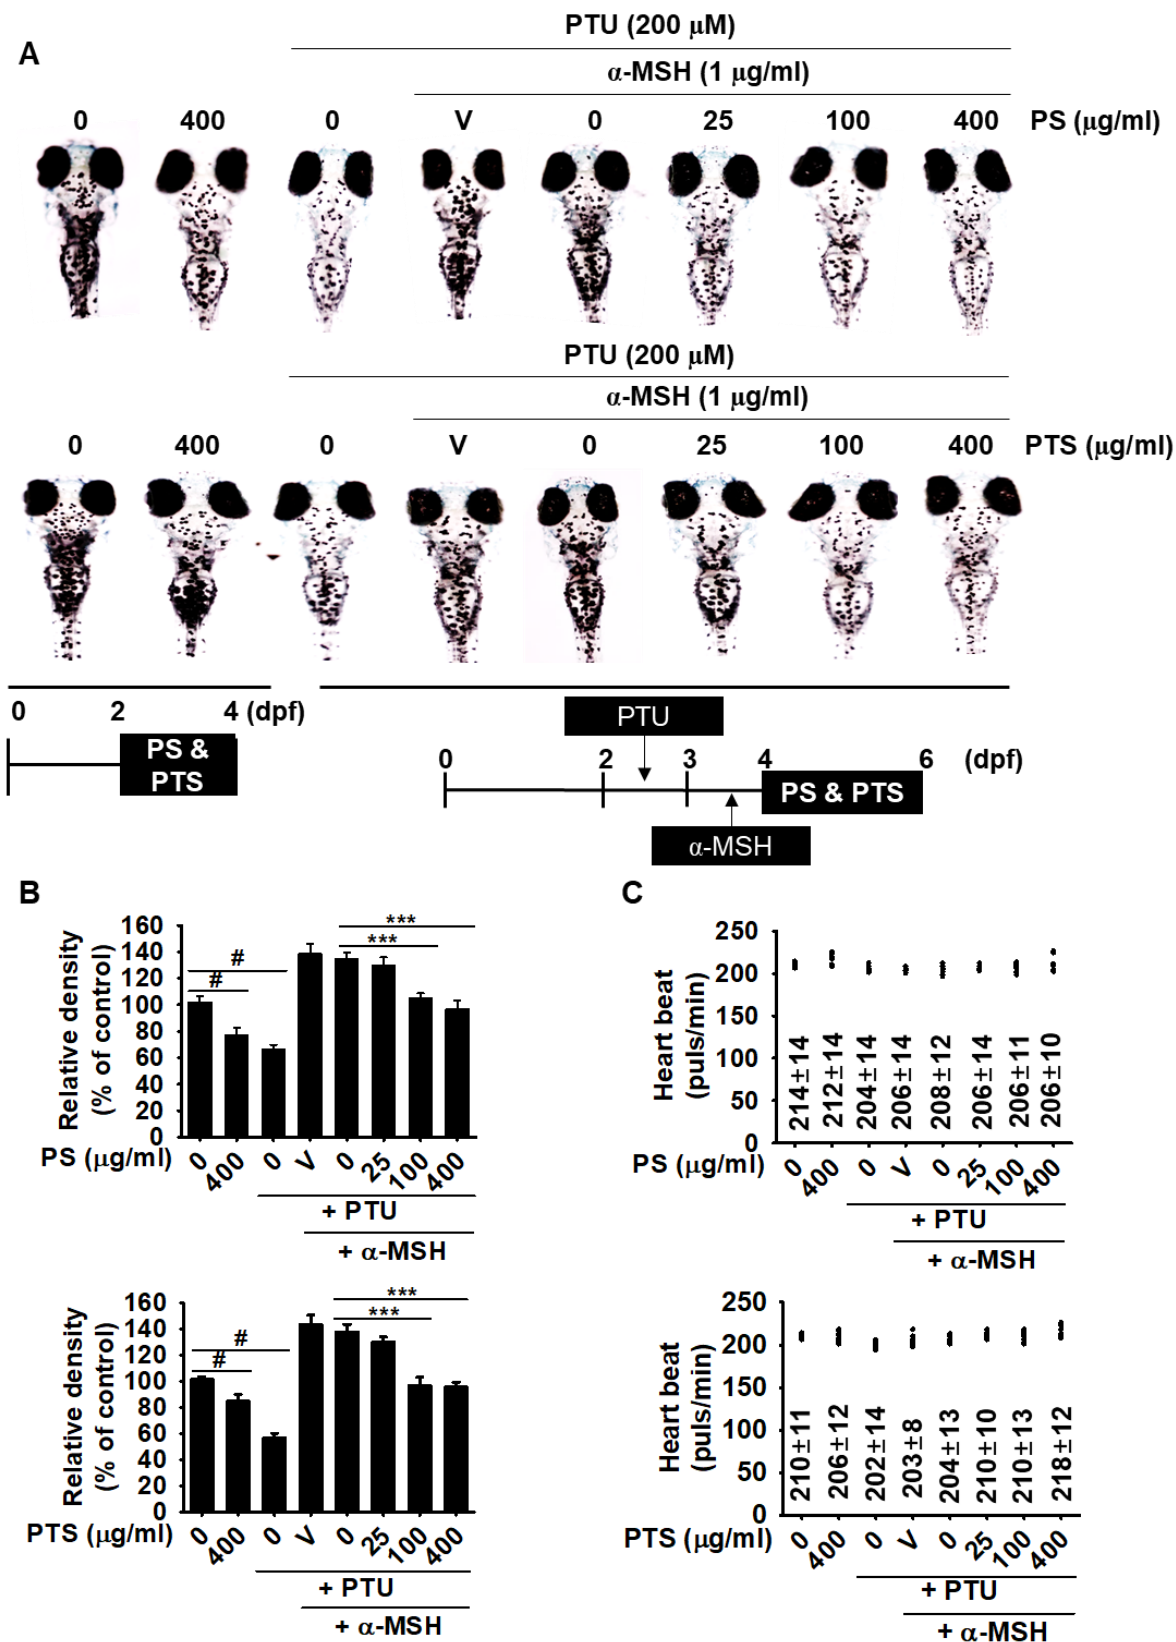 A
PTU (200 μM)
α-MSH (1 μg/ml)
0 400 0 V 0 25 100 400 PS (μg/ml)
PTU (200 μM)
α-MSH (1 μg/ml)
0 400 0 V 0 25 100 400 PTS (μg/ml)
0 2 4 (dpf)
PS &
PTS
PTU
0 2 3 4 6 (dpf)
PS & PTS
α-MSH
B
Relative density
(% of control)
160
140
120
100
80
60
40
20
0
# # *** ***
PS (μg/ml) 0 400 0 V 0 25 100 400
+ PTU
+ α-MSH
Relative density
(% of control)
160
140
120
100
80
60
40
20
0
# # *** ***
PTS (μg/ml) 0 400 0 V 0 25 100 400
+ PTU
+ α-MSH
C
Heart beat
(puls/min)
250
200
150
100
50
0
214±14 212±14 204±14 206±14 208±12 206±14 206±11 206±10
PS (μg/ml) 0 400 0 V 0 25 100 400
+ PTU
+ α-MSH
Heart beat
(puls/min)
250
200
150
100
50
0
210±11 206±12 202±14 203±8 204±13 210±10 210±13 218±12
PTS (μg/ml) 0 400 0 V 0 25 100 400
+ PTU
+ α-MSH